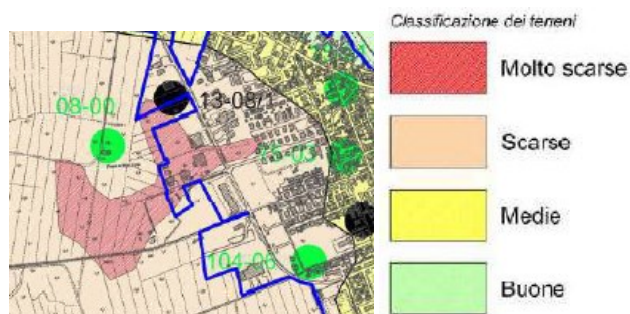 Classificazione dei terreni
Molto scarse
Scarse
Medie
Buone
08-00
13-08/1
15-03
104-06